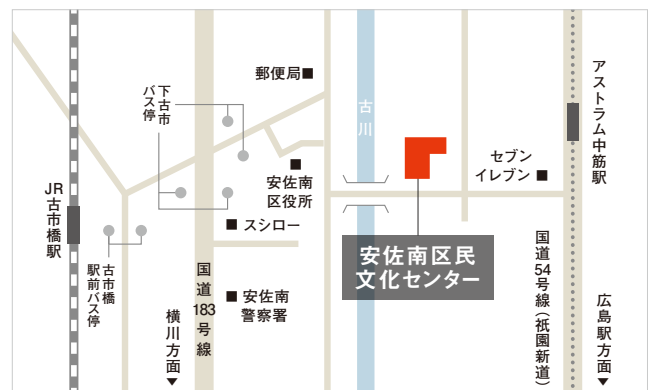 郵便局■
下古市
バス停
古川
アストラム中筋駅
セブン
イレブン■
安佐南
区役所
JR
古市橋駅
■スシロー
安佐南区民
文化センター
古市橋
駅前バス停
国道183号線
■安佐南
警察署
横川方面▼
国道54号線(祇園新道)
広島駅方面▼